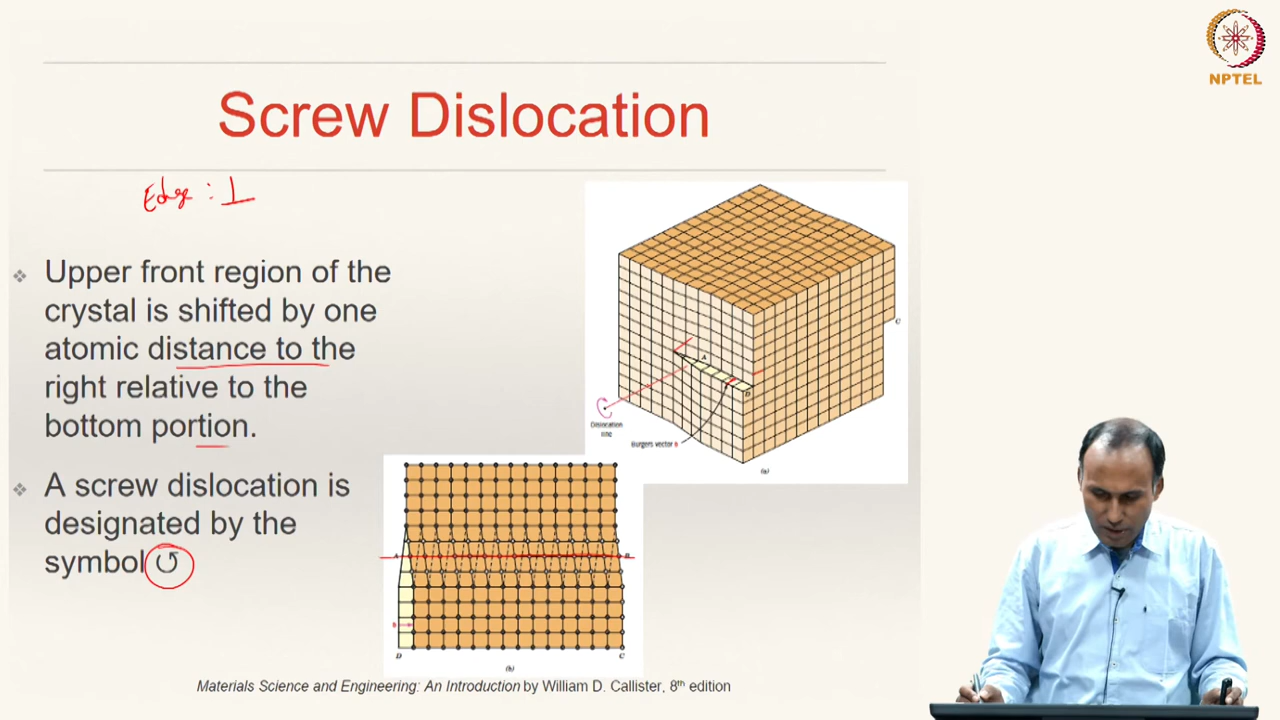 NPTEL
Screw Dislocation
Edge : ⊥
❖ Upper front region of the
crystal is shifted by one
atomic distance to the
right relative to the
bottom portion.
❖ A screw dislocation is
designated by the
symbol ↺
A
C
D
Dislocation
line
Burgers vector b
(a)
A
B
b
D
C
(b)
Materials Science and Engineering: An Introduction by William D. Callister, 8th edition